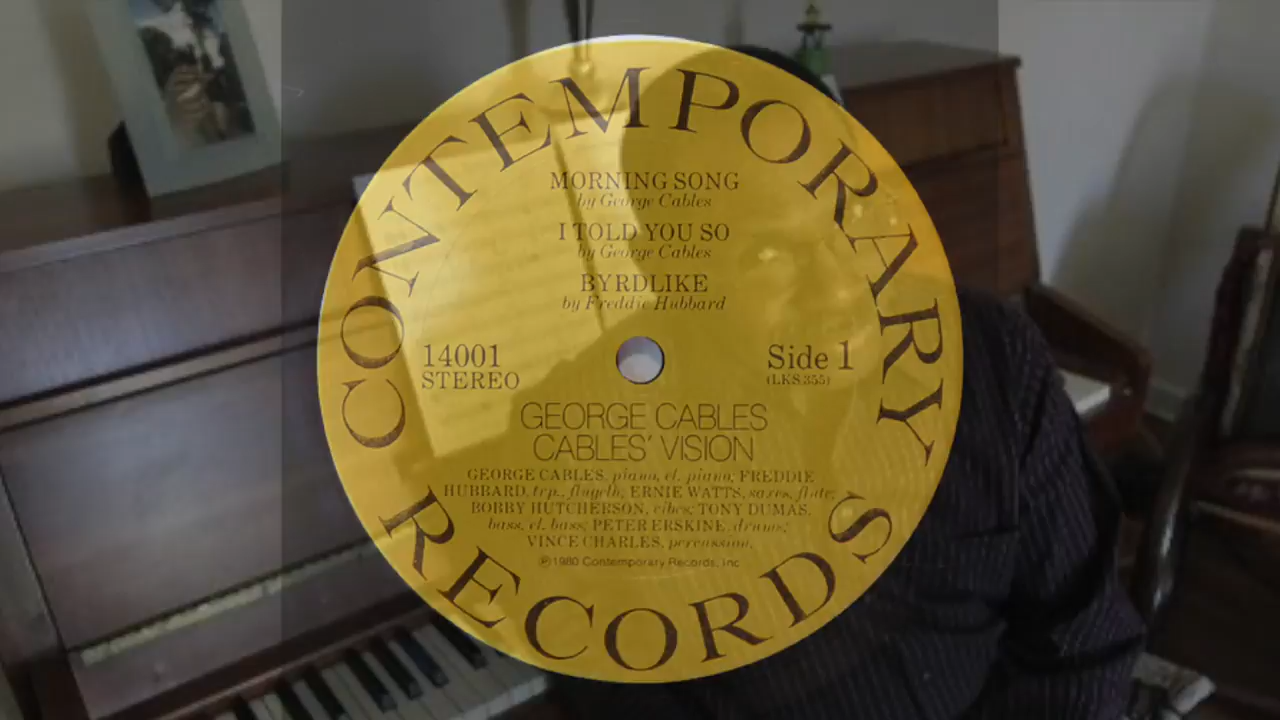 CONTEMPORARY
MORNING SONG
by George Cables
I TOLD YOU SO
by George Cables
BYRDLIKE
by Freddie Hubbard
14001
STEREO
Side 1
(LKS.355)
GEORGE CABLES
CABLES' VISION
GEORGE CABLES, piano, el. piano, FREDDIE
HUBBARD, trp., flugelh; ERNIE WATTS, saxes, flute;
BOBBY HUTCHERSON, vibes; TONY DUMAS,
bass, el. bass; PETER ERSKINE, drums;
VINCE CHARLES, percussion.
℗1980 Contemporary Records, Inc
RECORDS